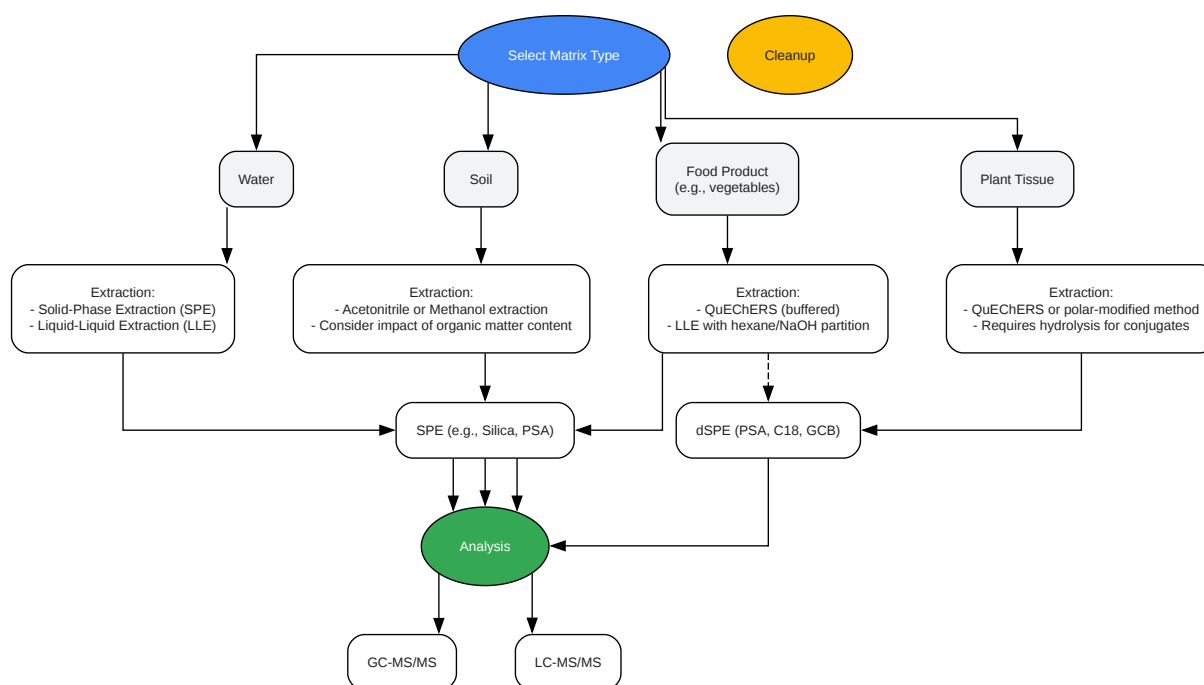 Select Matrix Type
Cleanup
Water
Soil
Food Product
(e.g., vegetables)
Plant Tissue
Extraction:
- Solid-Phase Extraction (SPE)
- Liquid-Liquid Extraction (LLE)
Extraction:
- Acetonitrile or Methanol extraction
- Consider impact of organic matter content
Extraction:
- QuEChERS (buffered)
- LLE with hexane/NaOH partition
Extraction:
- QuEChERS or polar-modified method
- Requires hydrolysis for conjugates
SPE (e.g., Silica, PSA)
dSPE (PSA, C18, GCB)
Analysis
GC-MS/MS
LC-MS/MS